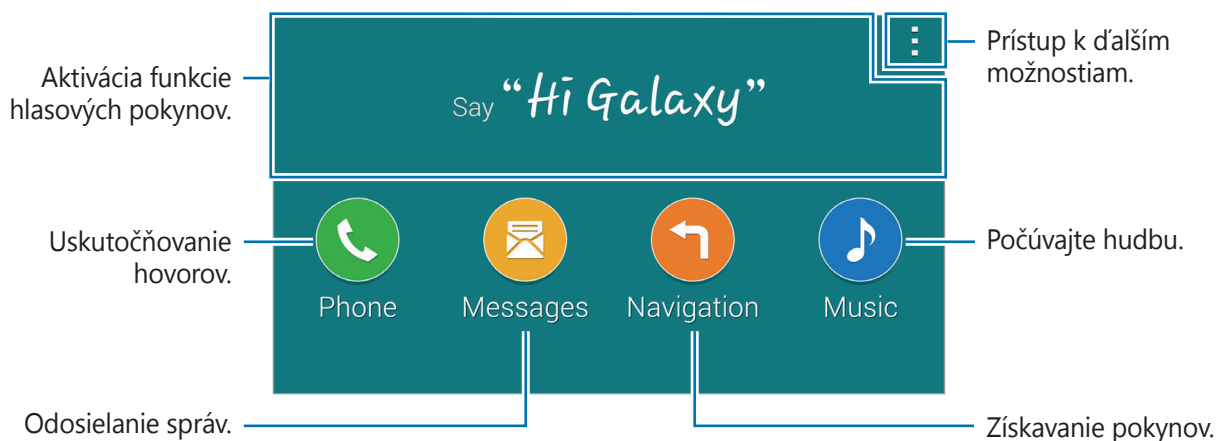 Prístup k ďalším
možnostiam.
Aktivácia funkcie
hlasových pokynov.
Say “Hi Galaxy”
Uskutočňovanie
hovorov.
Počúvajte hudbu.
Phone Messages Navigation Music
Odosielanie správ.
Získavanie pokynov.